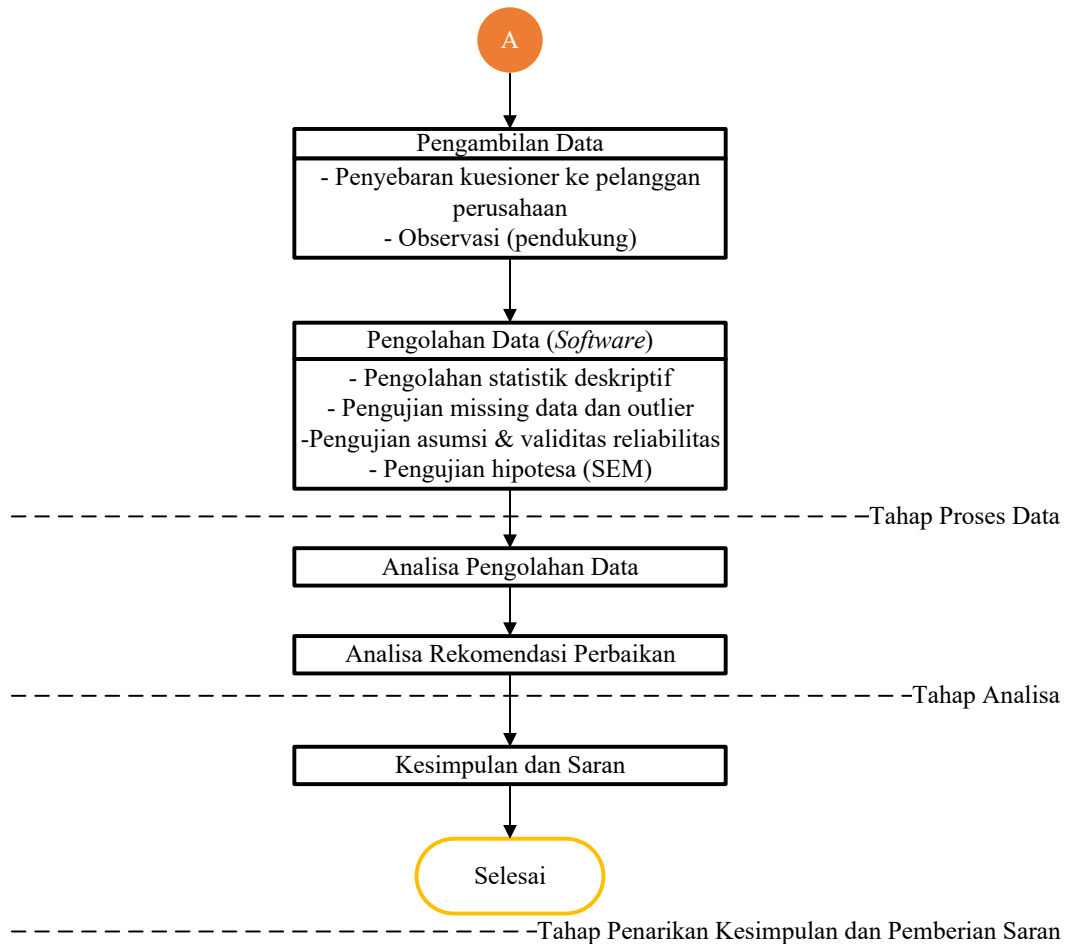 A
Pengambilan Data
- Penyebaran kuesioner ke pelanggan
perusahaan
- Observasi (pendukung)
Pengolahan Data (Software)
- Pengolahan statistik deskriptif
- Pengujian missing data dan outlier
-Pengujian asumsi & validitas reliabilitas
- Pengujian hipotesa (SEM)
Tahap Proses Data
Analisa Pengolahan Data
Analisa Rekomendasi Perbaikan
Tahap Analisa
Kesimpulan dan Saran
Selesai
Tahap Penarikan Kesimpulan dan Pemberian Saran